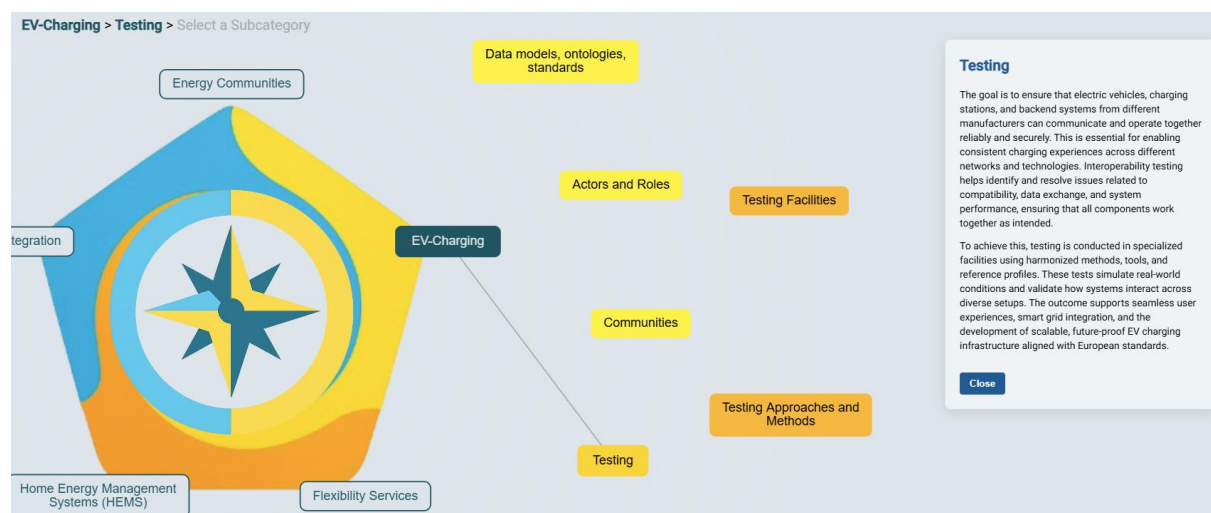 EV-Charging > Testing > Select a Subcategory
Data models, ontologies,
standards
Energy Communities
Actors and Roles
Testing Facilities
tegration
EV-Charging
Communities
Testing Approaches and
Methods
Testing
Home Energy Management
Systems (HEMS)
Flexibility Services
Testing
The goal is to ensure that electric vehicles, charging
stations, and backend systems from different
manufacturers can communicate and operate together
reliably and securely. This is essential for enabling
consistent charging experiences across different
networks and technologies. Interoperability testing
helps identify and resolve issues related to
compatibility, data exchange, and system
performance, ensuring that all components work
together as intended.
To achieve this, testing is conducted in specialized
facilities using harmonized methods, tools, and
reference profiles. These tests simulate real-world
conditions and validate how systems interact across
diverse setups. The outcome supports seamless user
experiences, smart grid integration, and the
development of scalable, future-proof EV charging
infrastructure aligned with European standards.
Close